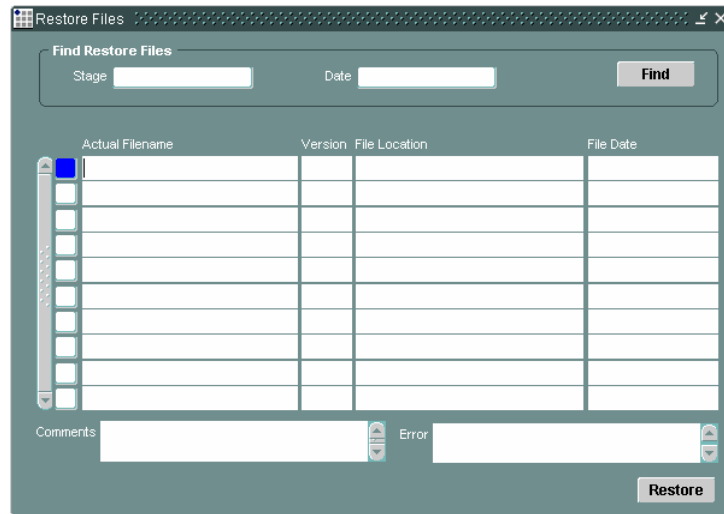 Restore Files
Find Restore Files
Stage Date Find
Actual Filename Version File Location File Date
Comments Error
Restore